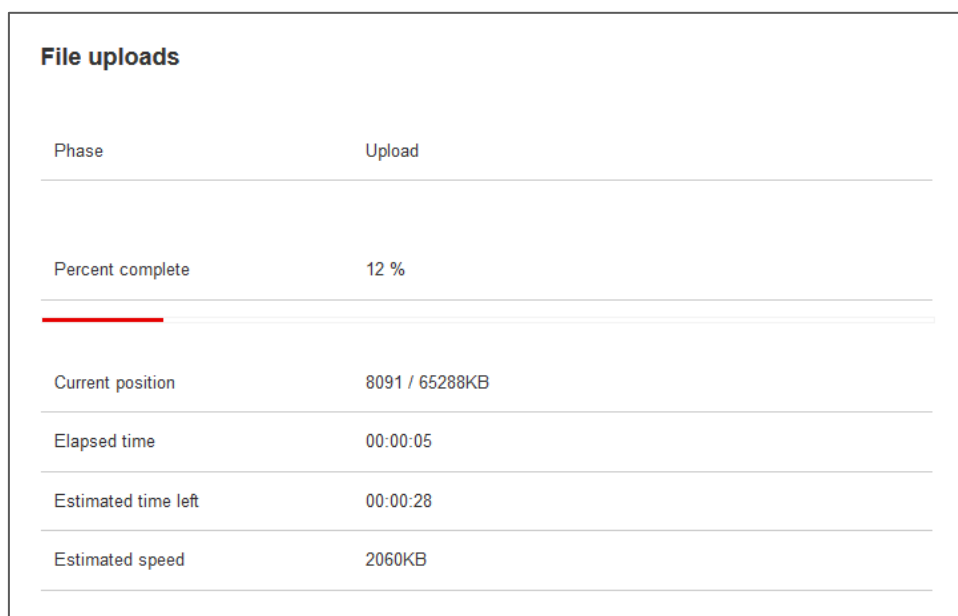 File uploads
Phase Upload
Percent complete 12 %
Current position 8091 / 65288KB
Elapsed time 00:00:05
Estimated time left 00:00:28
Estimated speed 2060KB